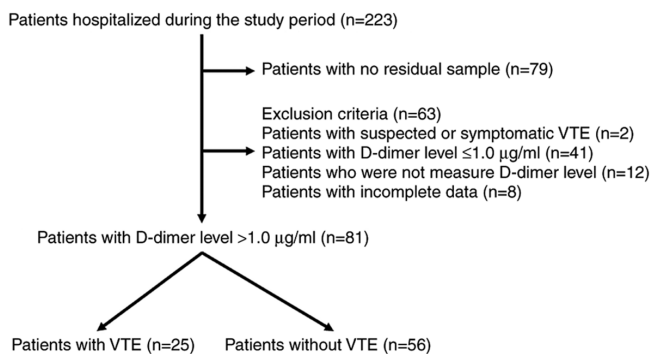 Patients hospitalized during the study period (n=223)
Patients with no residual sample (n=79)
Exclusion criteria (n=63)
Patients with suspected or symptomatic VTE (n=2)
Patients with D-dimer level ≤1.0 μg/ml (n=41)
Patients who were not measure D-dimer level (n=12)
Patients with incomplete data (n=8)
Patients with D-dimer level >1.0 μg/ml (n=81)
Patients with VTE (n=25) Patients without VTE (n=56)